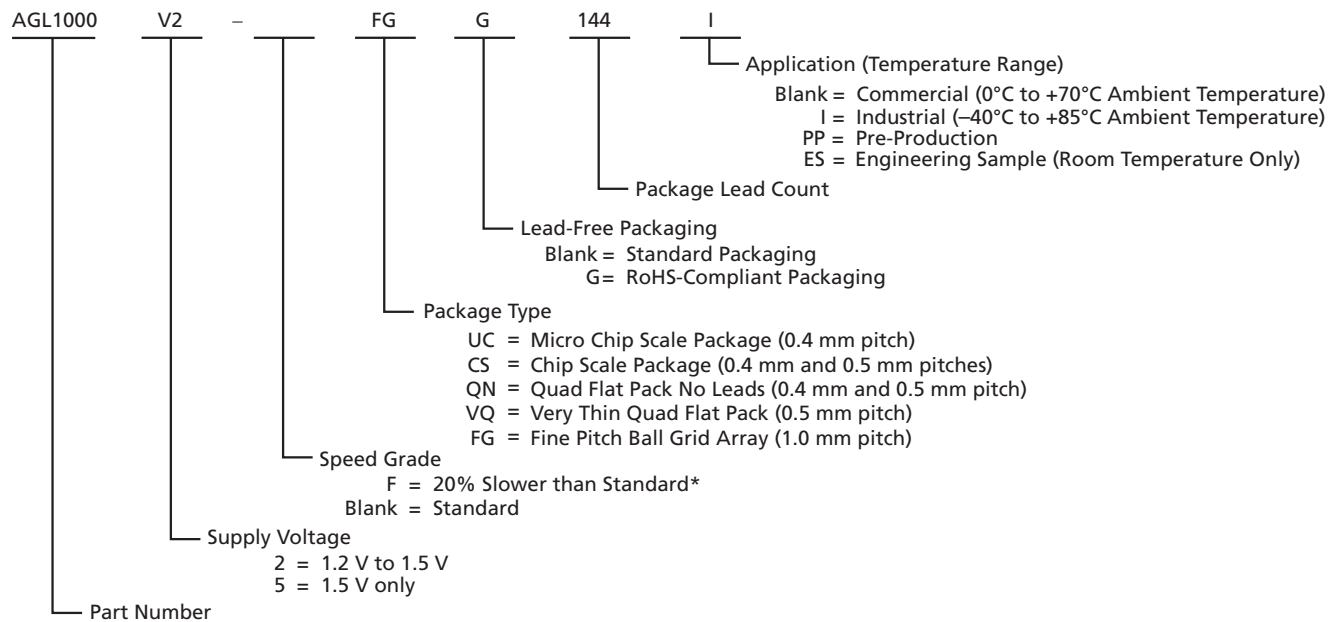 AGL1000 V2 – FG G 144 I
Application (Temperature Range)
Blank = Commercial (0°C to +70°C Ambient Temperature)
I = Industrial (–40°C to +85°C Ambient Temperature)
PP = Pre-Production
ES = Engineering Sample (Room Temperature Only)
Package Lead Count
Lead-Free Packaging
Blank = Standard Packaging
G= RoHS-Compliant Packaging
Package Type
UC = Micro Chip Scale Package (0.4 mm pitch)
CS = Chip Scale Package (0.4 mm and 0.5 mm pitches)
QN = Quad Flat Pack No Leads (0.4 mm and 0.5 mm pitch)
VQ = Very Thin Quad Flat Pack (0.5 mm pitch)
FG = Fine Pitch Ball Grid Array (1.0 mm pitch)
Speed Grade
F = 20% Slower than Standard*
Blank = Standard
Supply Voltage
2 = 1.2 V to 1.5 V
5 = 1.5 V only
Part Number